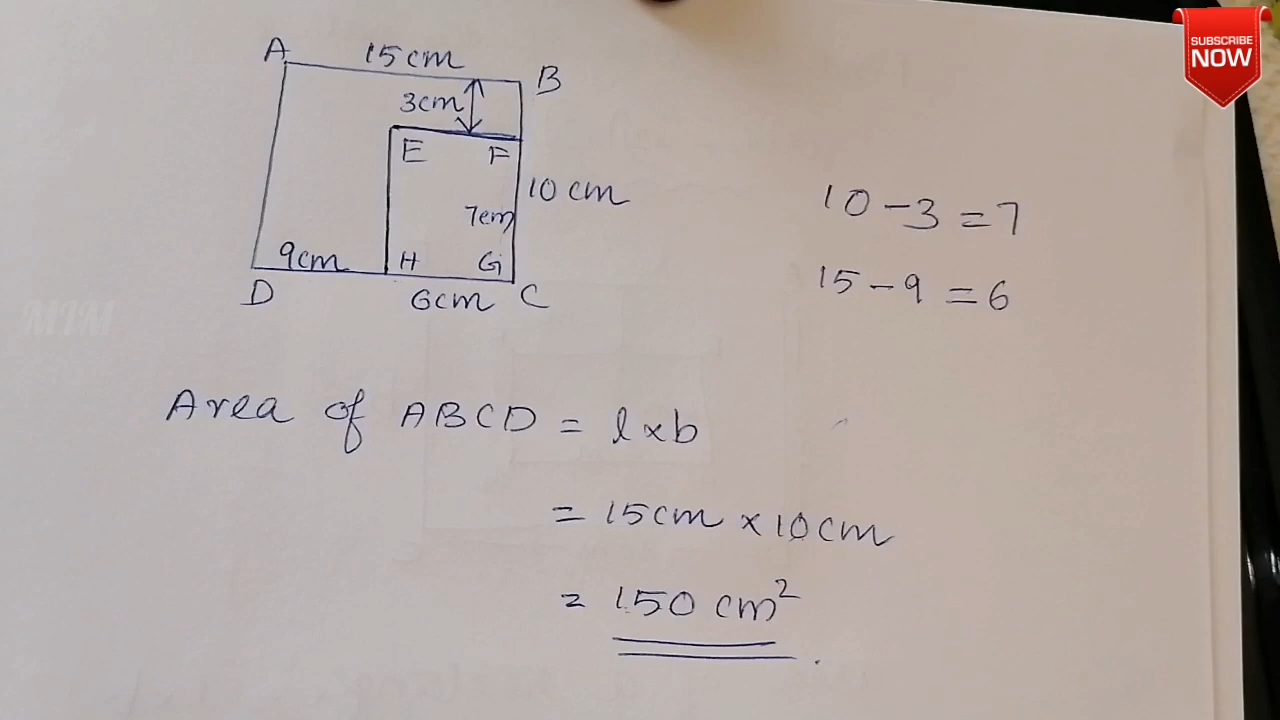 SUBSCRIBE
NOW
A 15cm B
3cm
E F
10 cm
7cm
9cm H G
D 6cm C
10 - 3 = 7
15 - 9 = 6
MIM
Area of ABCD = l x b
= 15cm x 10cm
= 150 cm²